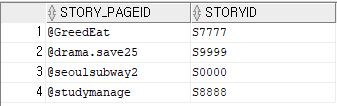 STORY_PAGEID STORYID
1 @GreedEat S7777
2 @drama.save25 S9999
3 @seoulsubway2 S0000
4 @studymanage S8888